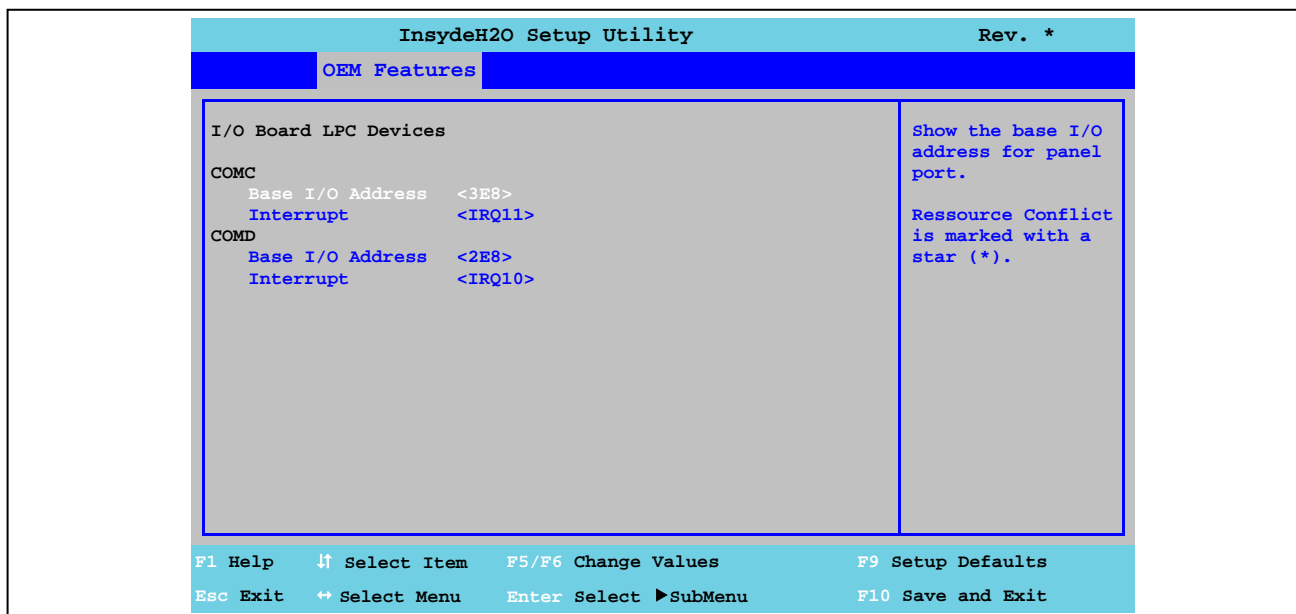 InsydeH2O Setup Utility Rev. *
OEM Features
I/O Board LPC Devices
COMC
Base I/O Address <3E8>
Interrupt <IRQ11>
COMD
Base I/O Address <2E8>
Interrupt <IRQ10>
Show the base I/O
address for panel
port.
Ressource Conflict
is marked with a
star (*).
F1 Help ↓↑ Select Item F5/F6 Change Values F9 Setup Defaults
Esc Exit ↔ Select Menu Enter Select ▶SubMenu F10 Save and Exit